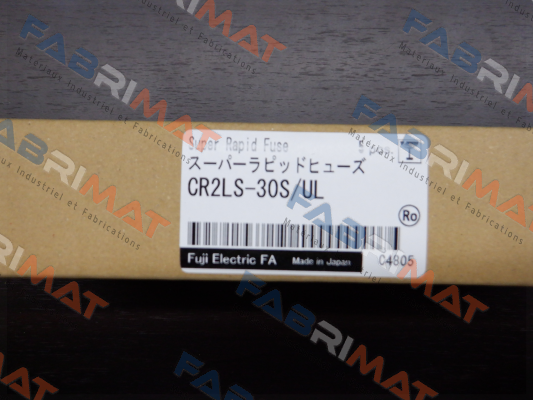 Super Rapid Fuse
スーパーラピッドヒューズ
CR2LS-30S/UL
Ro
Fuji Electric FA Made in Japan C4805
FABRIMAT
Materiaux Industriel et Fabrications